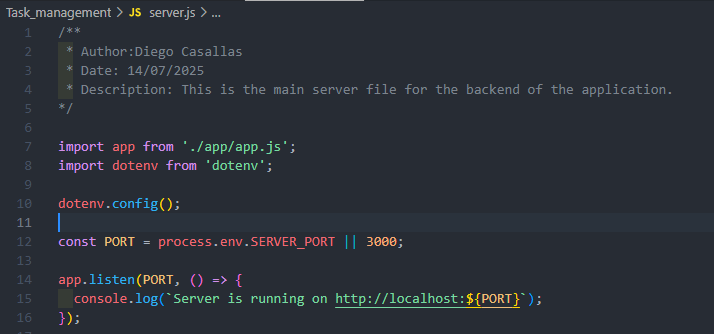 Task_management > JS server.js > ...
1 /**
2 * Author:Diego Casallas
3 * Date: 14/07/2025
4 * Description: This is the main server file for the backend of the application.
5 */
6
7 import app from './app/app.js';
8 import dotenv from 'dotenv';
9
10 dotenv.config();
11
12 const PORT = process.env.SERVER_PORT || 3000;
13
14 app.listen(PORT, () => {
15 console.log(`Server is running on http://localhost:${PORT}`);
16 });
17